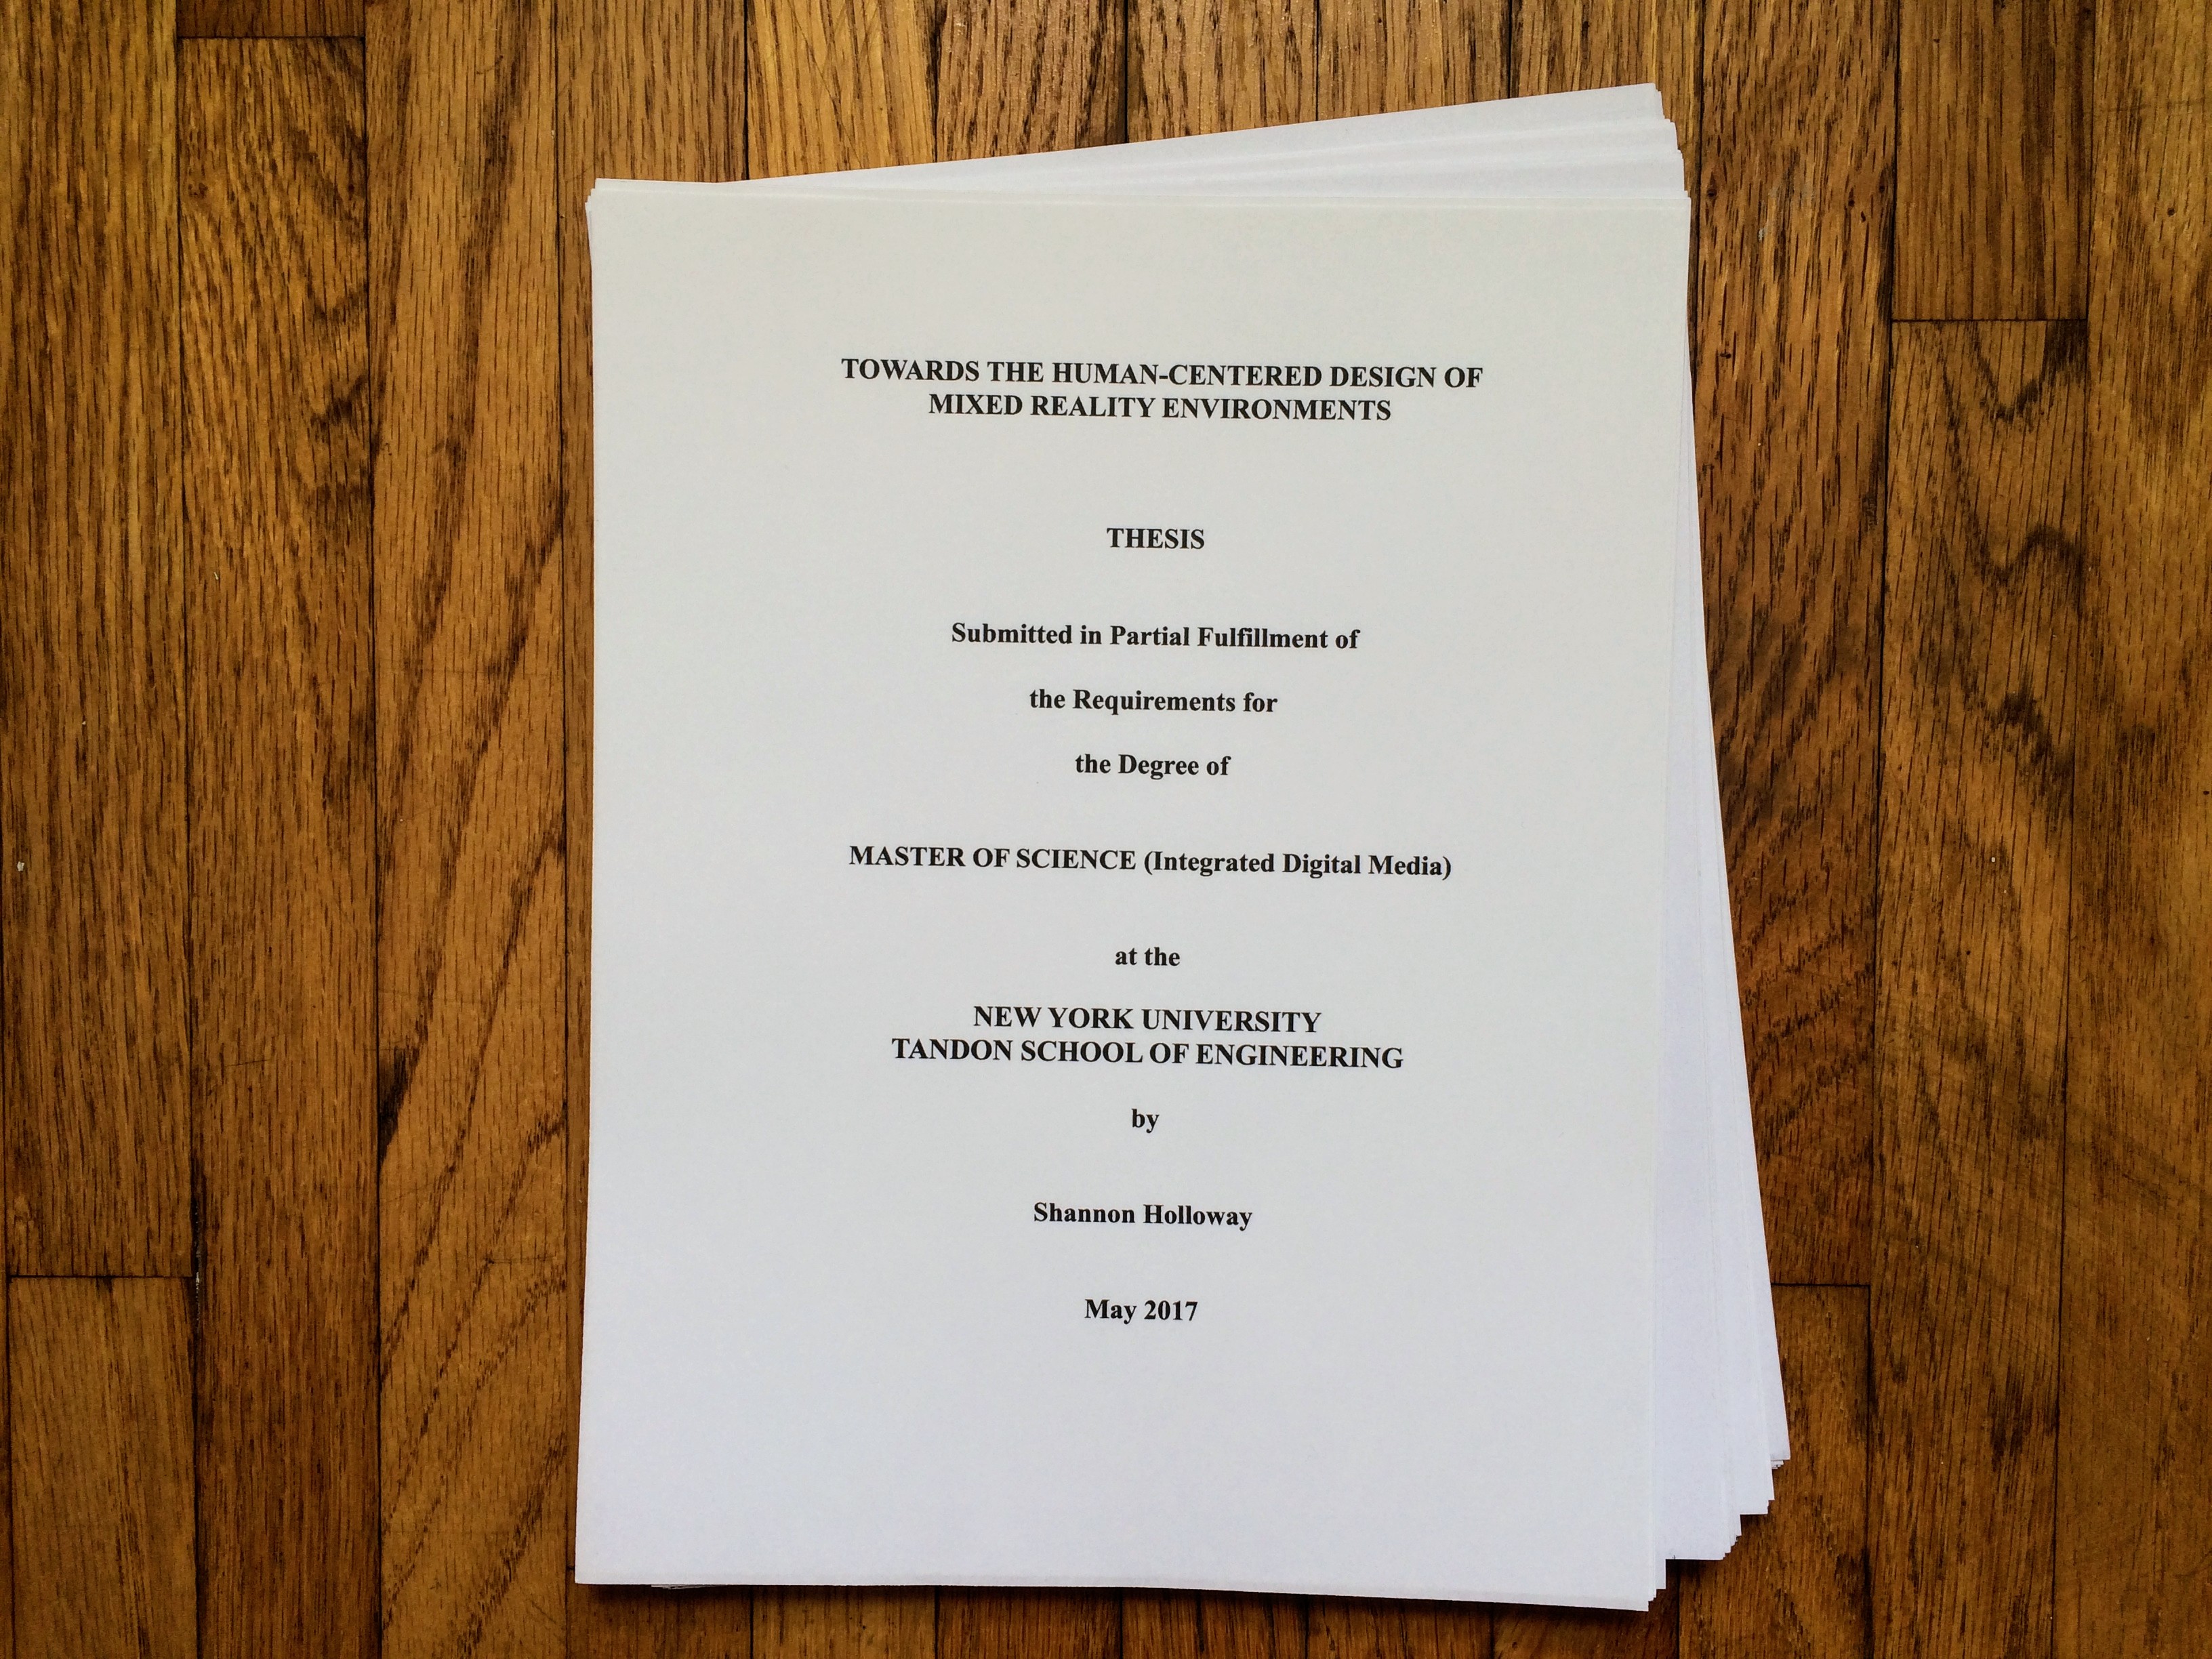 TOWARDS THE HUMAN-CENTERED DESIGN OF
MIXED REALITY ENVIRONMENTS
THESIS
Submitted in Partial Fulfillment of
the Requirements for
the Degree of
MASTER OF SCIENCE (Integrated Digital Media)
at the
NEW YORK UNIVERSITY
TANDON SCHOOL OF ENGINEERING
by
Shannon Holloway
May 2017